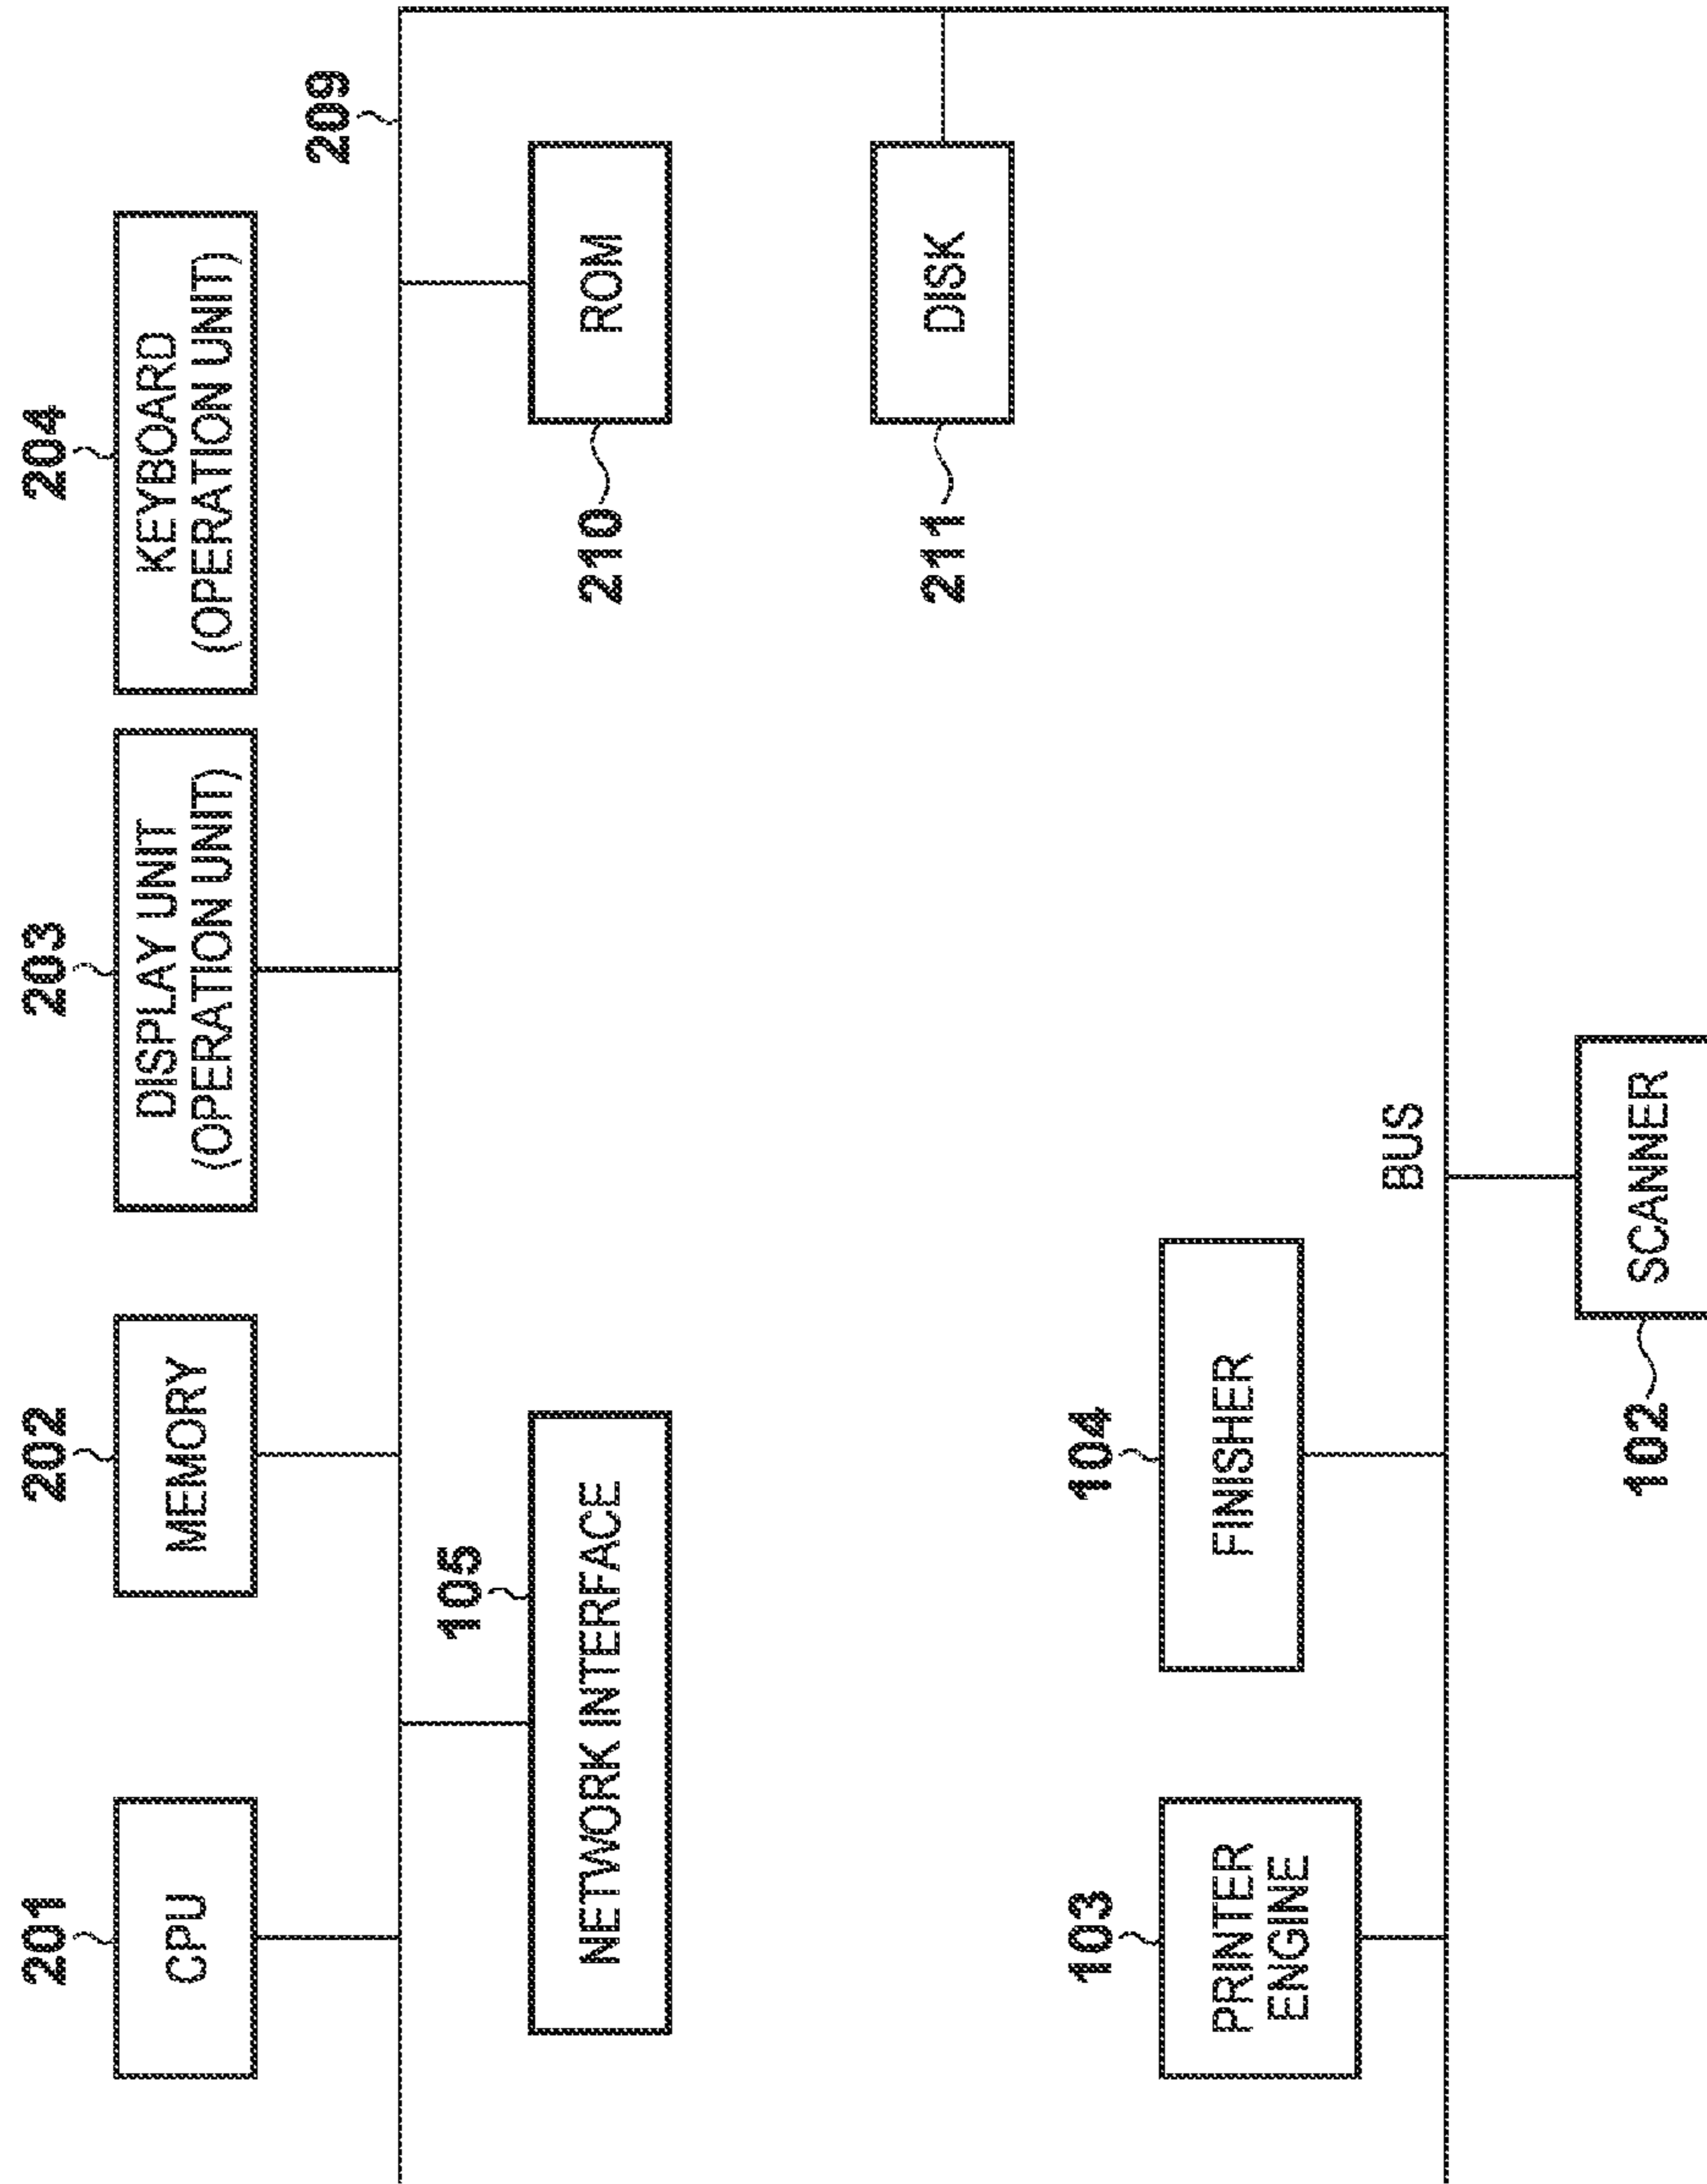 201
CPU
202
MEMORY
203
DISPLAY UNIT
(OPERATION UNIT)
204
KEYBOARD
(OPERATION UNIT)
209
105
NETWORK INTERFACE
210
ROM
211
DISK
103
PRINTER
ENGINE
104
FINISHER
BUS
102
SCANNER